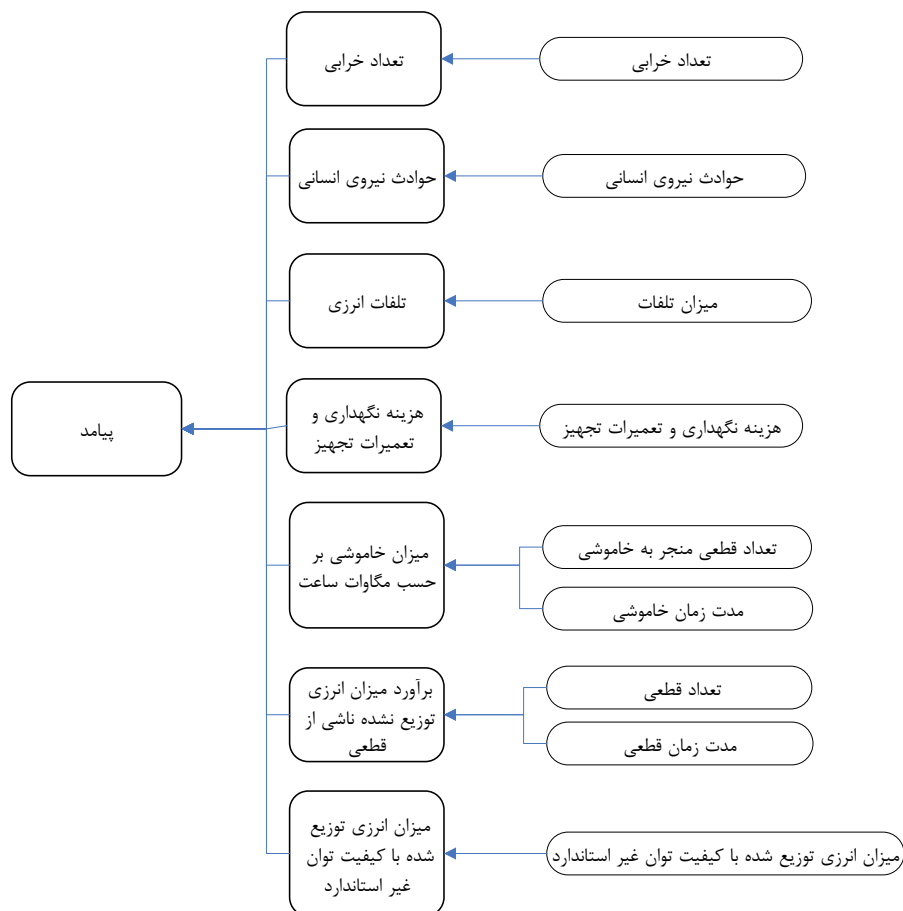 تعداد خرابی
تعداد خرابی
حوادث نیروی انسانی
حوادث نیروی انسانی
میزان تلفات
تلفات انرژی
هزینه نگهداری و تعمیرات تجهیز
هزینه نگهداری و
تعمیرات تجهیز
پیامد
تعداد قطعی منجر به خاموشی
مدت زمان خاموشی
میزان خاموشی بر
حسب مگاوات ساعت
تعداد قطعی
مدت زمان قطعی
برآورد میزان انرژی
توزیع نشده ناشی از
قطعی
میزان انرژی توزیع شده با کیفیت توان غیر استاندارد
میزان انرژی توزیع
شده با کیفیت توان
غیر استاندارد